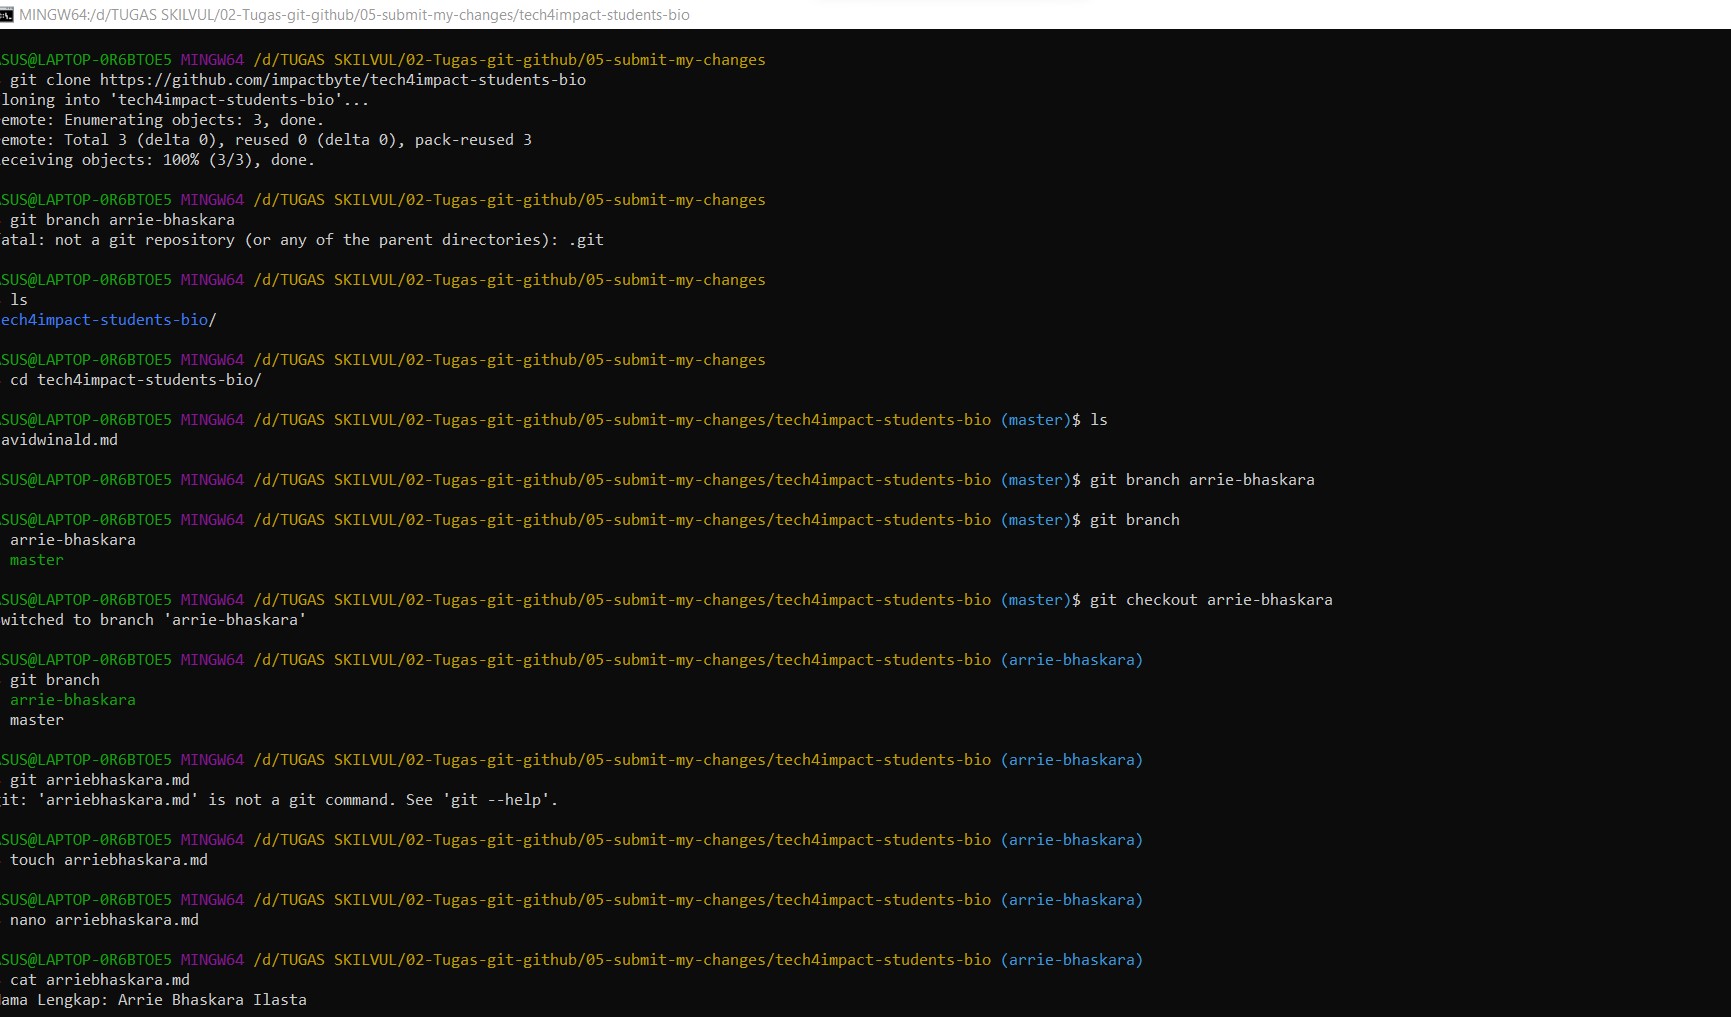 MINGW64:/d/TUGAS SKILVUL/02-Tugas-git-github/05-submit-my-changes/tech4impact-students-bio
SUS@LAPTOP-0R6BTOE5 MINGW64 /d/TUGAS SKILVUL/02-Tugas-git-github/05-submit-my-changes
git clone https://github.com/impactbyte/tech4impact-students-bio
loning into 'tech4impact-students-bio'...
emote: Enumerating objects: 3, done.
emote: Total 3 (delta 0), reused 0 (delta 0), pack-reused 3
eceiving objects: 100% (3/3), done.
SUS@LAPTOP-0R6BTOE5 MINGW64 /d/TUGAS SKILVUL/02-Tugas-git-github/05-submit-my-changes
git branch arrie-bhaskara
atal: not a git repository (or any of the parent directories): .git
SUS@LAPTOP-0R6BTOE5 MINGW64 /d/TUGAS SKILVUL/02-Tugas-git-github/05-submit-my-changes
ls
ech4impact-students-bio/
SUS@LAPTOP-0R6BTOE5 MINGW64 /d/TUGAS SKILVUL/02-Tugas-git-github/05-submit-my-changes
cd tech4impact-students-bio/
SUS@LAPTOP-0R6BTOE5 MINGW64 /d/TUGAS SKILVUL/02-Tugas-git-github/05-submit-my-changes/tech4impact-students-bio (master)$ ls
avidwinald.md
SUS@LAPTOP-0R6BTOE5 MINGW64 /d/TUGAS SKILVUL/02-Tugas-git-github/05-submit-my-changes/tech4impact-students-bio (master)$ git branch arrie-bhaskara
SUS@LAPTOP-0R6BTOE5 MINGW64 /d/TUGAS SKILVUL/02-Tugas-git-github/05-submit-my-changes/tech4impact-students-bio (master)$ git branch
arrie-bhaskara
master
SUS@LAPTOP-0R6BTOE5 MINGW64 /d/TUGAS SKILVUL/02-Tugas-git-github/05-submit-my-changes/tech4impact-students-bio (master)$ git checkout arrie-bhaskara
witched to branch 'arrie-bhaskara'
SUS@LAPTOP-0R6BTOE5 MINGW64 /d/TUGAS SKILVUL/02-Tugas-git-github/05-submit-my-changes/tech4impact-students-bio (arrie-bhaskara)
git branch
arrie-bhaskara
master
SUS@LAPTOP-0R6BTOE5 MINGW64 /d/TUGAS SKILVUL/02-Tugas-git-github/05-submit-my-changes/tech4impact-students-bio (arrie-bhaskara)
git arriebhaskara.md
it: 'arriebhaskara.md' is not a git command. See 'git --help'.
SUS@LAPTOP-0R6BTOE5 MINGW64 /d/TUGAS SKILVUL/02-Tugas-git-github/05-submit-my-changes/tech4impact-students-bio (arrie-bhaskara)
touch arriebhaskara.md
SUS@LAPTOP-0R6BTOE5 MINGW64 /d/TUGAS SKILVUL/02-Tugas-git-github/05-submit-my-changes/tech4impact-students-bio (arrie-bhaskara)
nano arriebhaskara.md
SUS@LAPTOP-0R6BTOE5 MINGW64 /d/TUGAS SKILVUL/02-Tugas-git-github/05-submit-my-changes/tech4impact-students-bio (arrie-bhaskara)
cat arriebhaskara.md
ama Lengkap: Arrie Bhaskara Ilasta